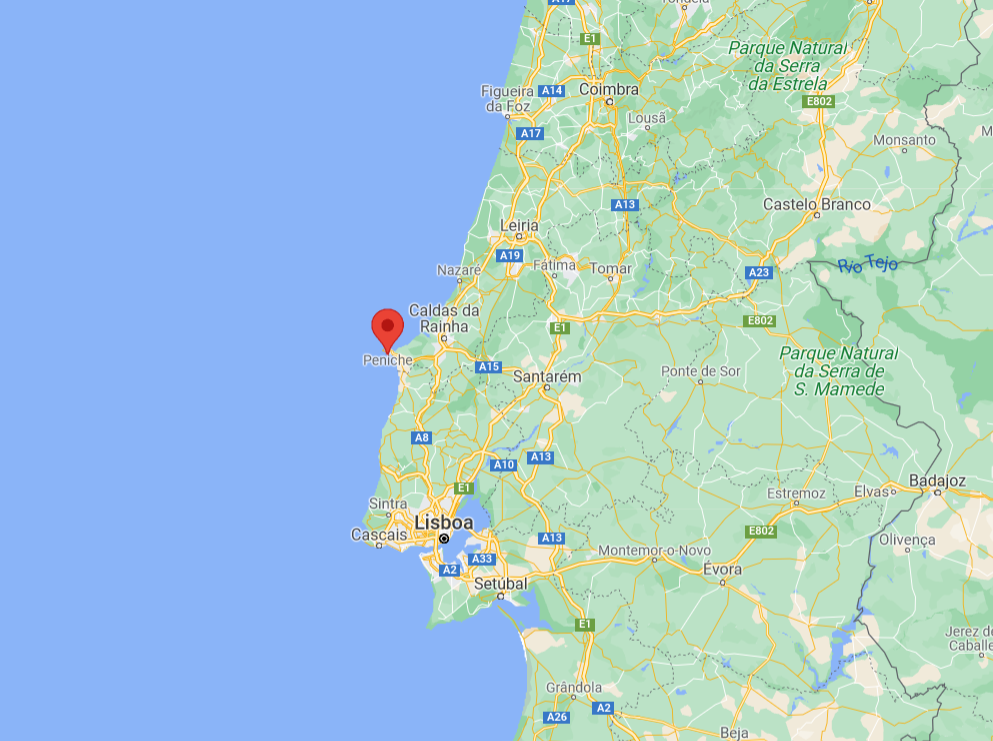 A17
Tondela
E1
Parque Natural
da Serra
da Estrela
Figueira
da Foz
A14
Coimbra
E802
A17
Lousã
Monsanto
M
Castelo Branco
A13
Leiria
A19
Fátima
Tomar
Rio Tejo
Nazaré
A23
Caldas da
Rainha
E1
E802
Peniche
A15
Santarém
Ponte de Sor
Parque Natural
da Serra de
S. Mamede
A8
A10
A13
E1
Estremoz
Elvas
Badajoz
Sintra
Lisboa
Cascais
A13
E802
Olivença
A2
A33
Montemor-o-Novo
Évora
Setúbal
E1
Jerez de
Caballe
Grândola
A26
A2
Beja